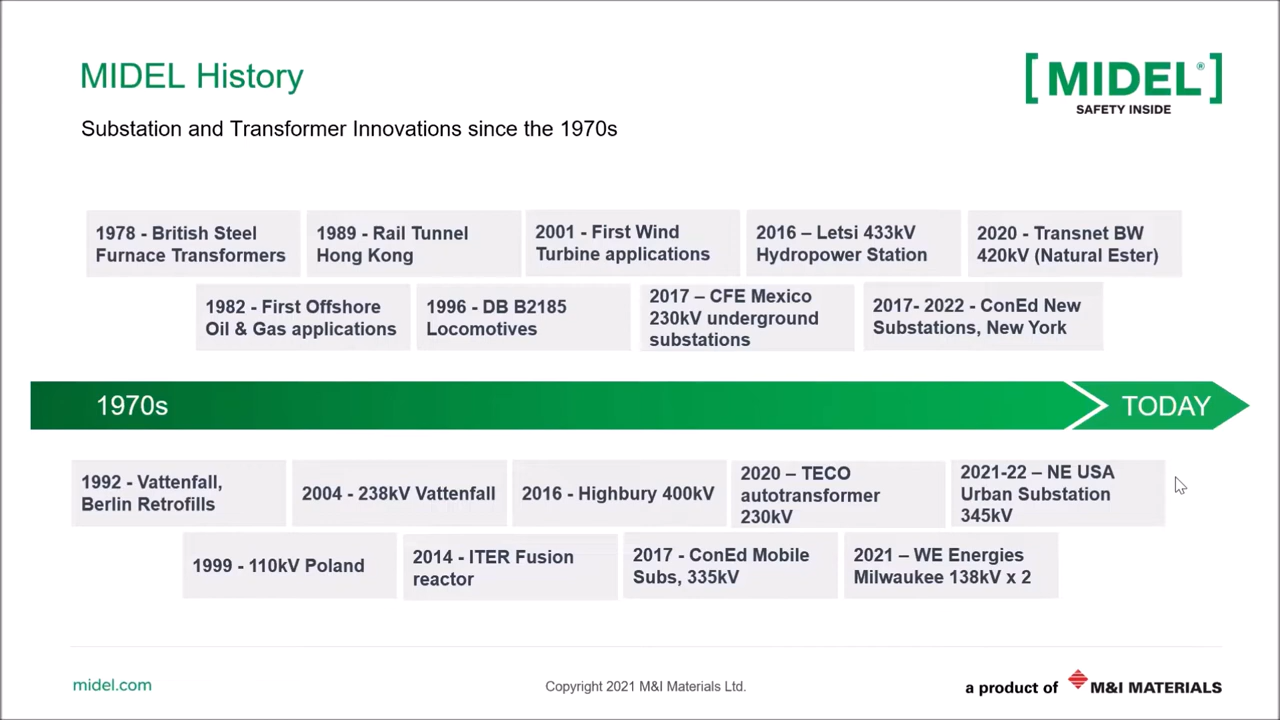 MIDEL History
[MIDEL®]
SAFETY INSIDE
Substation and Transformer Innovations since the 1970s
1978 - British Steel
Furnace Transformers
1989 - Rail Tunnel
Hong Kong
2001 - First Wind
Turbine applications
2016 – Letsi 433kV
Hydropower Station
2020 - Transnet BW
420kV (Natural Ester)
1982 - First Offshore
Oil & Gas applications
1996 - DB B2185
Locomotives
2017 – CFE Mexico
230kV underground
substations
2017- 2022 - ConEd New
Substations, New York
1970s
TODAY
1992 - Vattenfall,
Berlin Retrofills
2004 - 238kV Vattenfall
2016 - Highbury 400kV
2020 – TECO
autotransformer
230kV
2021-22 – NE USA
Urban Substation
345kV
1999 - 110kV Poland
2014 - ITER Fusion
reactor
2017 - ConEd Mobile
Subs, 335kV
2021 – WE Energies
Milwaukee 138kV x 2
midel.com
Copyright 2021 M&I Materials Ltd.
a product of M&I MATERIALS